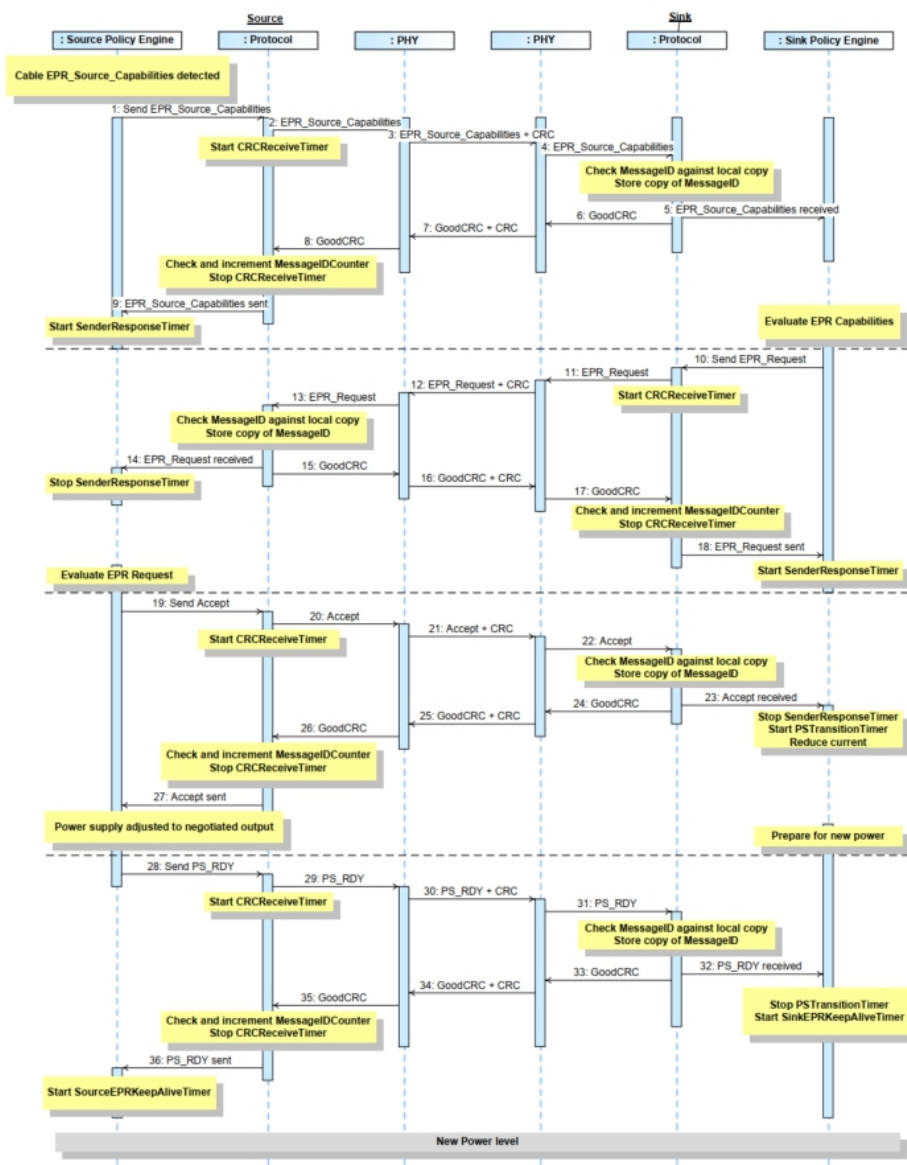 Source
Sink
: Source Policy Engine
: Protocol
: PHY
: PHY
: Protocol
: Sink Policy Engine
Cable EPR_Source_Capabilities detected
1: Send EPR_Source_Capabilities
2: EPR_Source_Capabilities
3: EPR_Source_Capabilities + CRC
Start CRCReceiveTimer
4: EPR_Source_Capabilities
Check MessageID against local copy
Store copy of MessageID
5: EPR_Source_Capabilities received
6: GoodCRC
7: GoodCRC + CRC
8: GoodCRC
Check and increment MessageIDCounter
Stop CRCReceiveTimer
9: EPR_Source_Capabilities sent
Start SenderResponseTimer
Evaluate EPR Capabilities
10: Send EPR_Request
11: EPR_Request
12: EPR_Request + CRC
Start CRCReceiveTimer
13: EPR_Request
Check MessageID against local copy
Store copy of MessageID
14: EPR_Request received
15: GoodCRC
Stop SenderResponseTimer
16: GoodCRC + CRC
17: GoodCRC
Check and increment MessageIDCounter
Stop CRCReceiveTimer
18: EPR_Request sent
Start SenderResponseTimer
Evaluate EPR Request
19: Send Accept
20: Accept
Start CRCReceiveTimer
21: Accept + CRC
22: Accept
Check MessageID against local copy
Store copy of MessageID
23: Accept received
24: GoodCRC
25: GoodCRC + CRC
26: GoodCRC
Stop SenderResponseTimer
Start PSTransitionTimer
Reduce current
Check and increment MessageIDCounter
Stop CRCReceiveTimer
27: Accept sent
Power supply adjusted to negotiated output
Prepare for new power
28: Send PS_RDY
29: PS_RDY
30: PS_RDY + CRC
Start CRCReceiveTimer
31: PS_RDY
Check MessageID against local copy
Store copy of MessageID
32: PS_RDY received
33: GoodCRC
34: GoodCRC + CRC
35: GoodCRC
Stop PSTransitionTimer
Start SinkEPRKeepAliveTimer
Check and increment MessageIDCounter
Stop CRCReceiveTimer
36: PS_RDY sent
Start SourceEPRKeepAliveTimer
New Power level